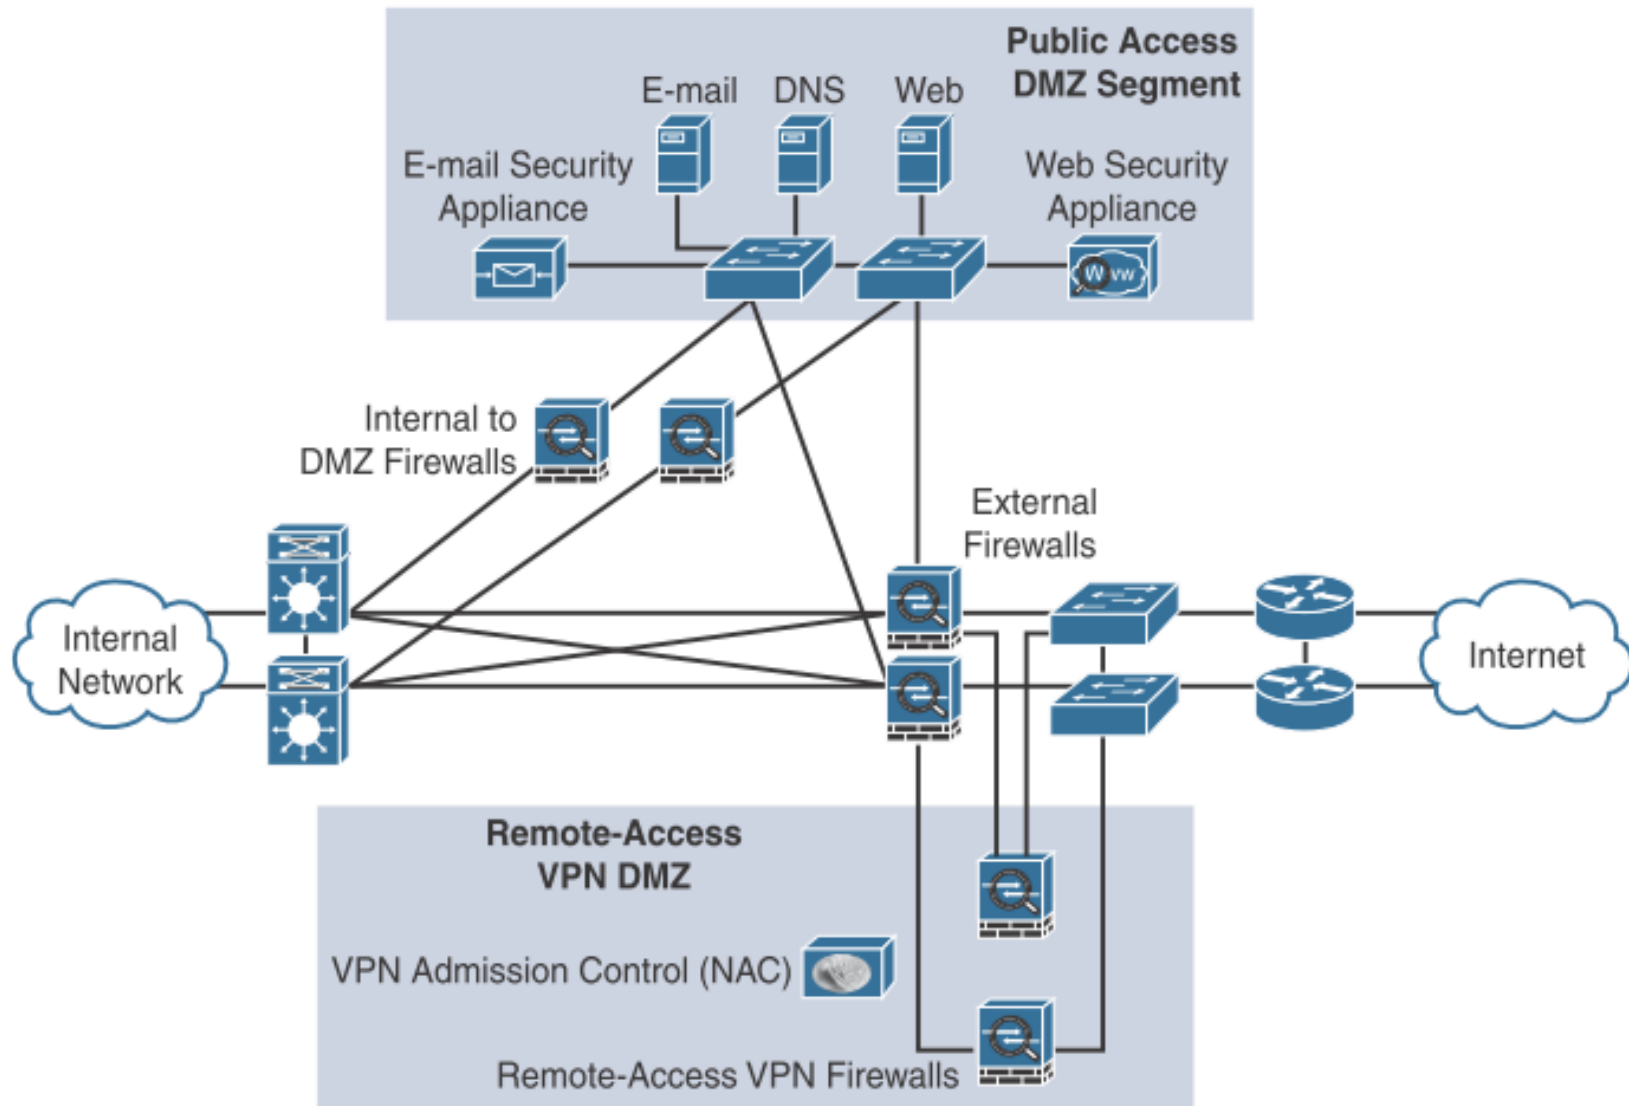 Public Access
DMZ Segment
E-mail
DNS
Web
E-mail Security
Appliance
Web Security
Appliance
Www
Internal to
DMZ Firewalls
External
Firewalls
Internal
Network
Internet
Remote-Access
VPN DMZ
VPN Admission Control (NAC)
Remote-Access VPN Firewalls